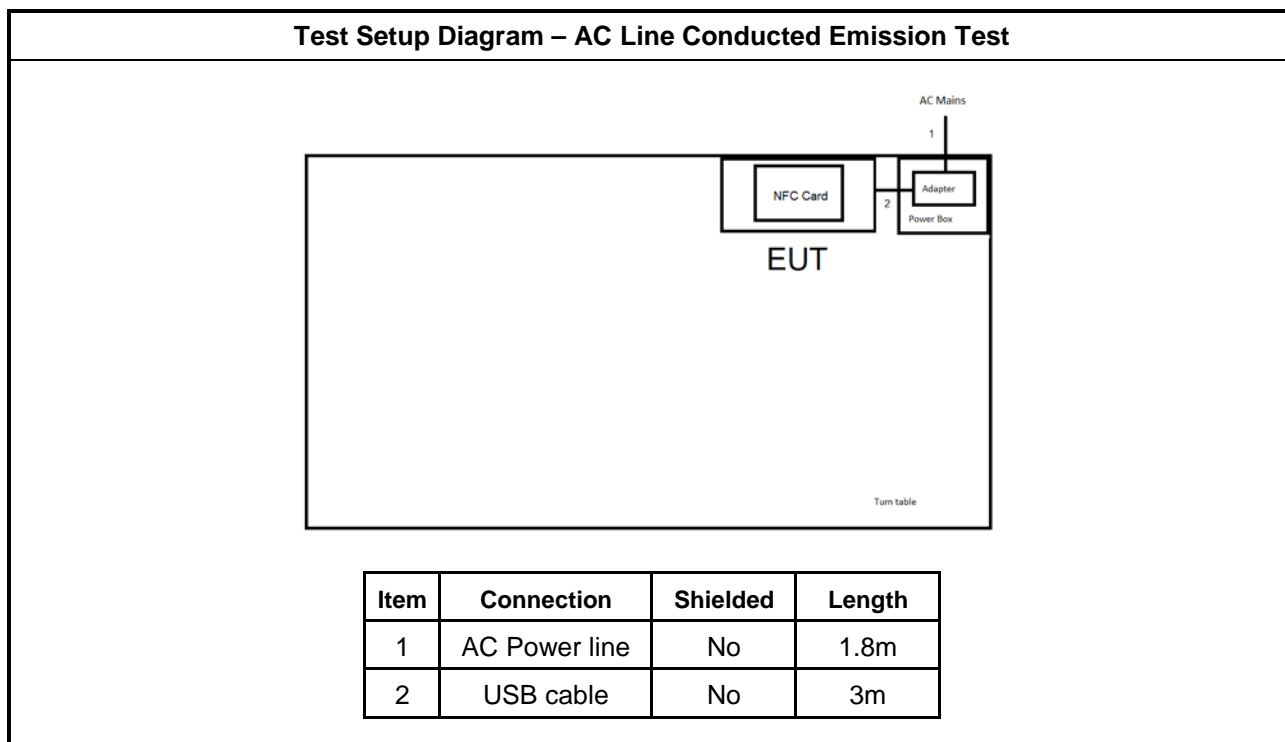 Test Setup Diagram – AC Line Conducted Emission Test
AC Mains
1
NFC Card
2
Adapter
Power Box
EUT
Turn table
Item Connection Shielded Length
1 AC Power line No 1.8m
2 USB cable No 3m